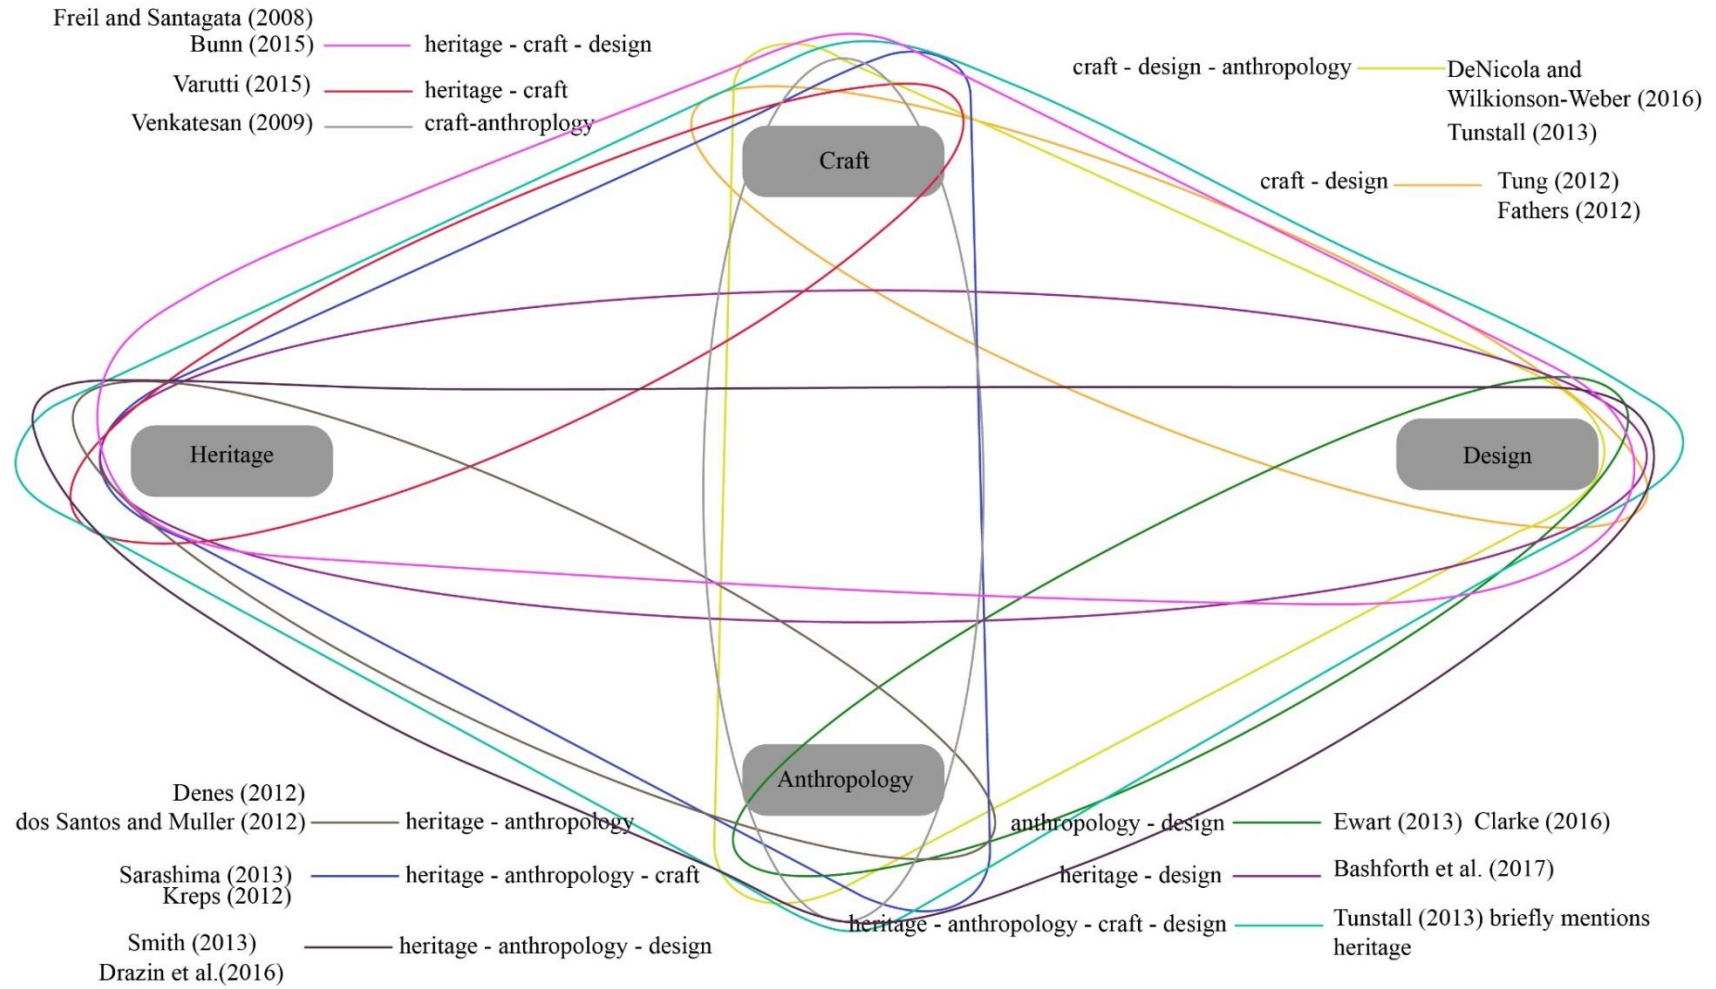 Freil and Santagata (2008)
Bunn (2015)
heritage - craft - design
Varutti (2015)
heritage - craft
Venkatesan (2009)
craft-anthroplogy
craft - design - anthropology
DeNicola and
Wilkionson-Weber (2016)
Tunstall (2013)
craft - design
Tung (2012)
Fathers (2012)
Craft
Heritage
Design
Anthropology
Denes (2012)
dos Santos and Muller (2012)
heritage - anthropology
Sarashima (2013)
Kreps (2012)
heritage - anthropology - craft
Smith (2013)
Drazin et al.(2016)
heritage - anthropology - design
anthropology - design
Ewart (2013)  Clarke (2016)
heritage - design
Bashforth et al. (2017)
heritage - anthropology - craft - design
Tunstall (2013) briefly mentions
heritage